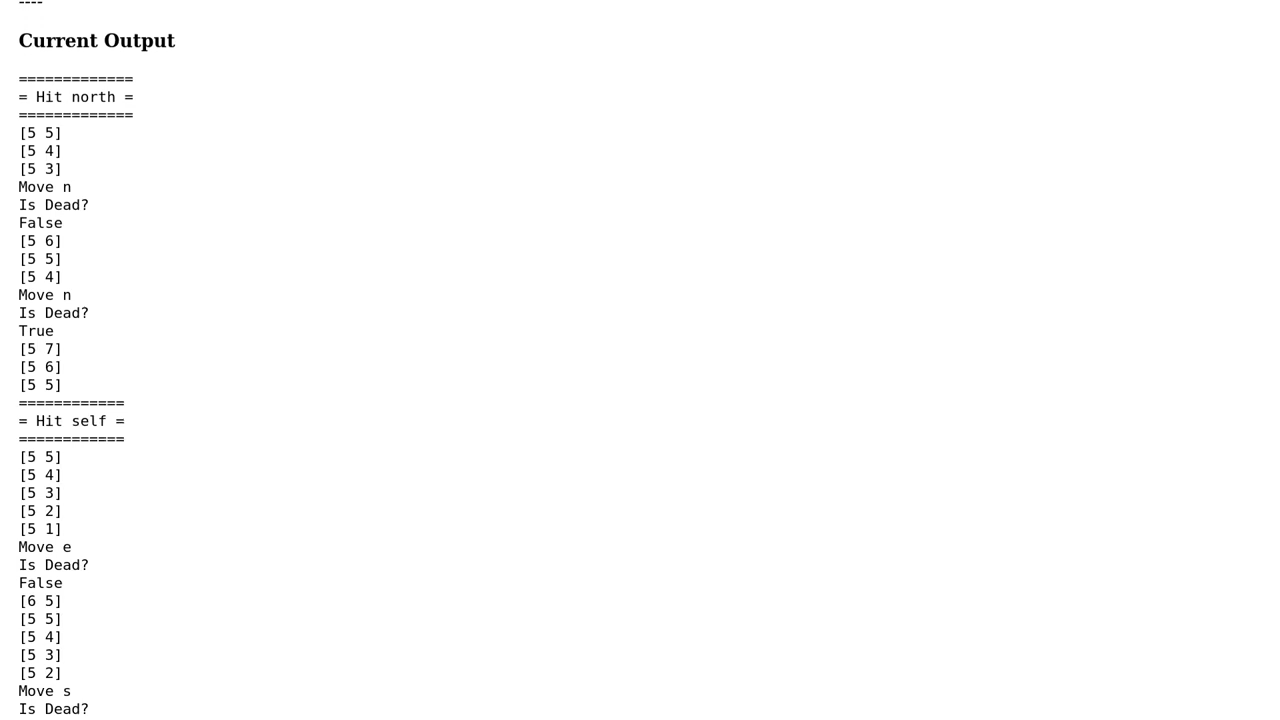 ----
Current Output
=============
= Hit north =
=============
[5 5]
[5 4]
[5 3]
Move n
Is Dead?
False
[5 6]
[5 5]
[5 4]
Move n
Is Dead?
True
[5 7]
[5 6]
[5 5]
============
= Hit self =
============
[5 5]
[5 4]
[5 3]
[5 2]
[5 1]
Move e
Is Dead?
False
[6 5]
[5 5]
[5 4]
[5 3]
[5 2]
Move s
Is Dead?